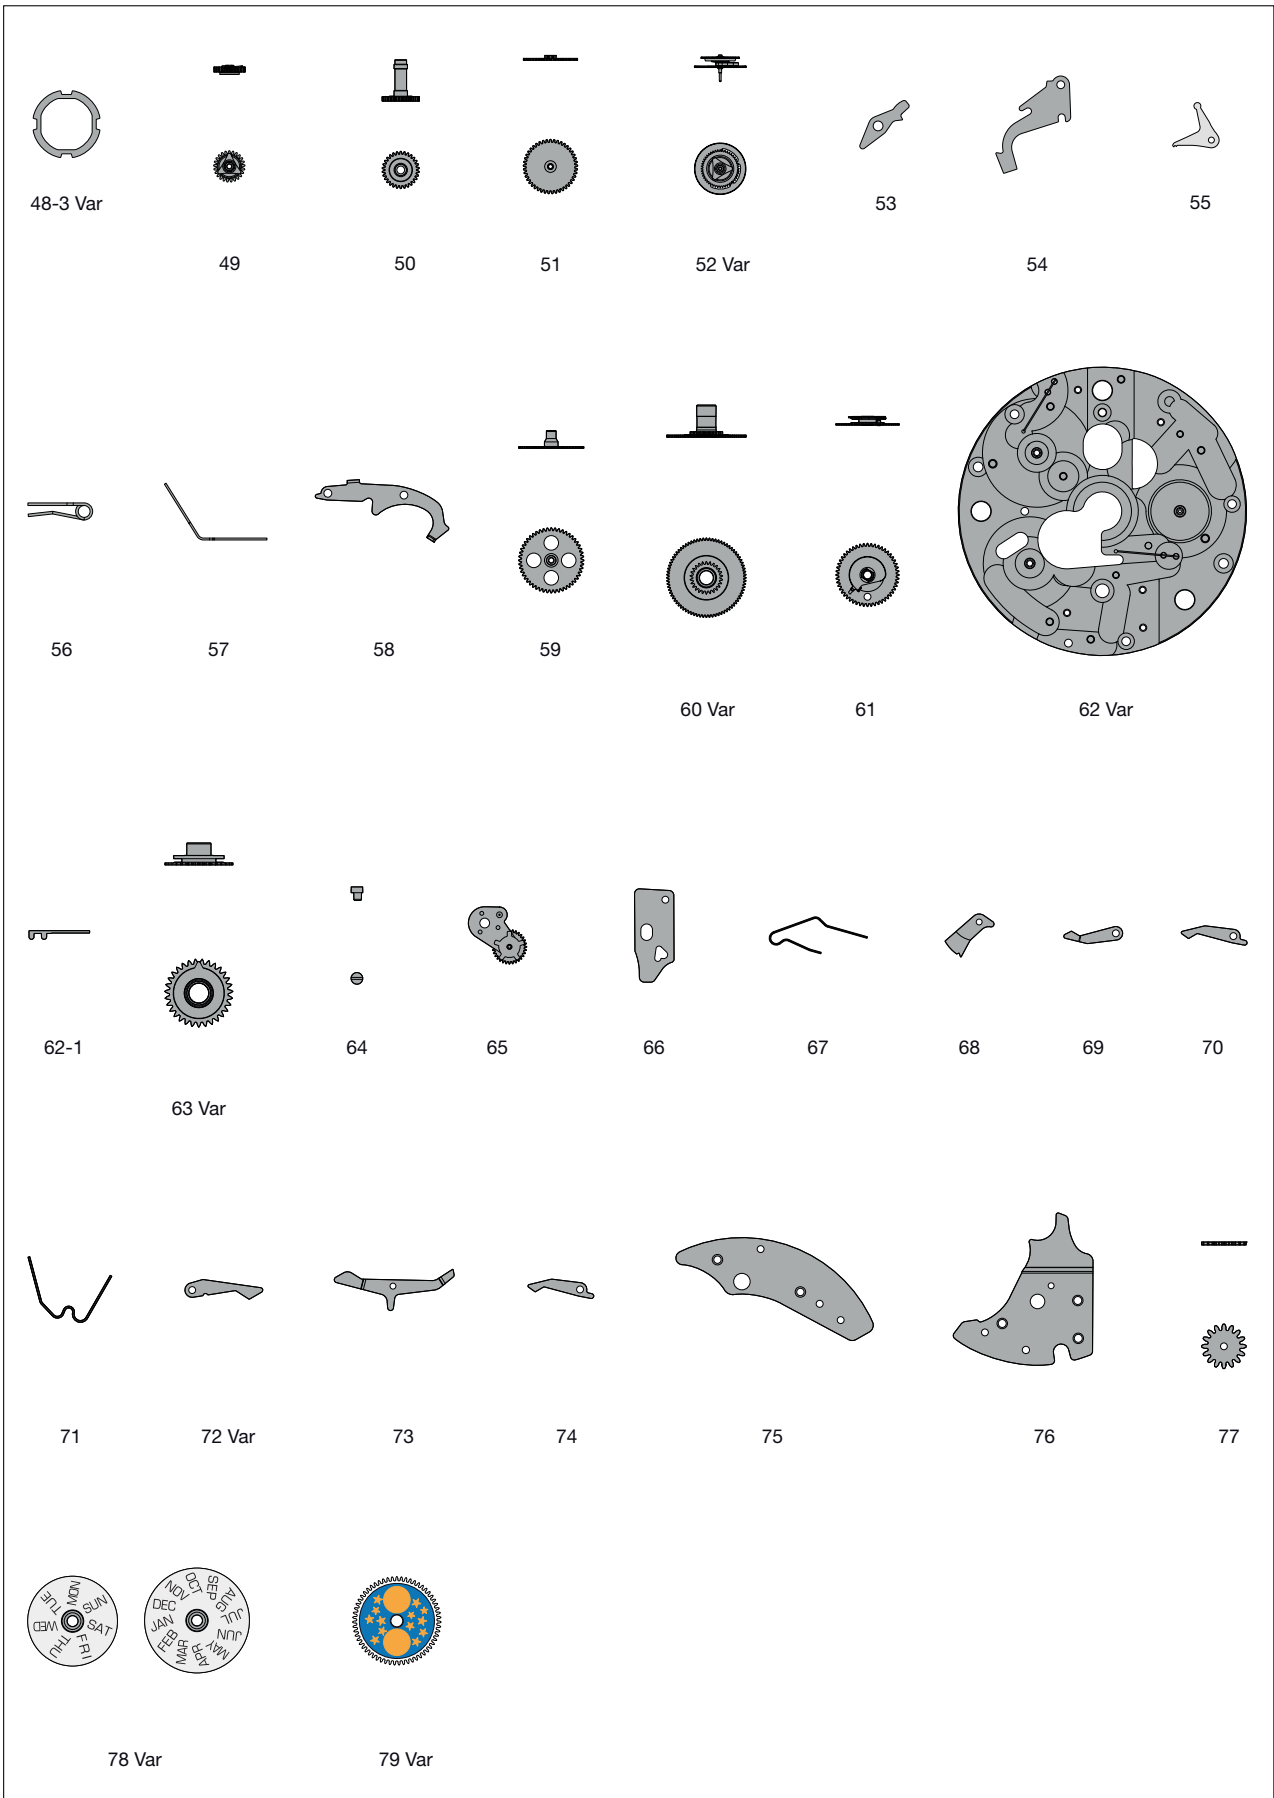 48-3 Var
53
55
49
50
51
52 Var
54
56
57
58
59
60 Var
61
62 Var
62-1
64
65
66
67
68
69
70
63 Var
71
72 Var
73
74
75
76
77
MON
SUN
SAT
FRI
THU
WED
TUE
OCT
SEP
AUG
JUL
JUN
MAY
APR
MAR
FEB
JAN
DEC
NOV
78 Var
79 Var